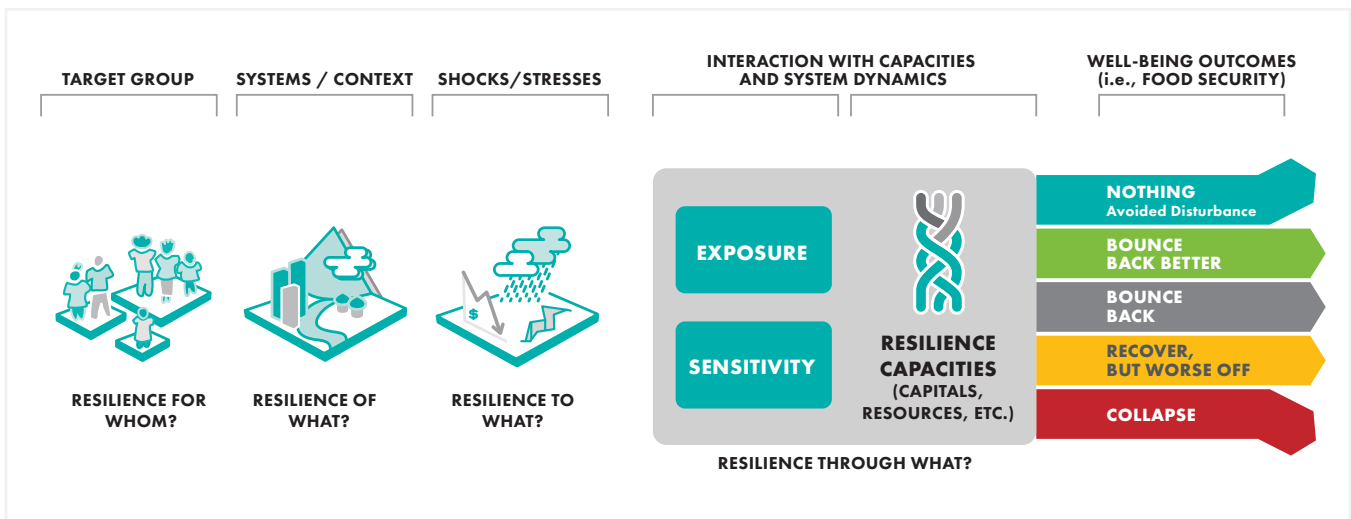 TARGET GROUP
SYSTEMS / CONTEXT
SHOCKS/STRESSES
INTERACTION WITH CAPACITIES
AND SYSTEM DYNAMICS
WELL-BEING OUTCOMES
(i.e., FOOD SECURITY)
$
RESILIENCE FOR
WHOM?
RESILIENCE OF
WHAT?
RESILIENCE TO
WHAT?
EXPOSURE
SENSITIVITY
RESILIENCE
CAPACITIES
(CAPITALS,
RESOURCES, ETC.)
RESILIENCE THROUGH WHAT?
NOTHING
Avoided Disturbance
BOUNCE
BACK BETTER
BOUNCE
BACK
RECOVER,
BUT WORSE OFF
COLLAPSE